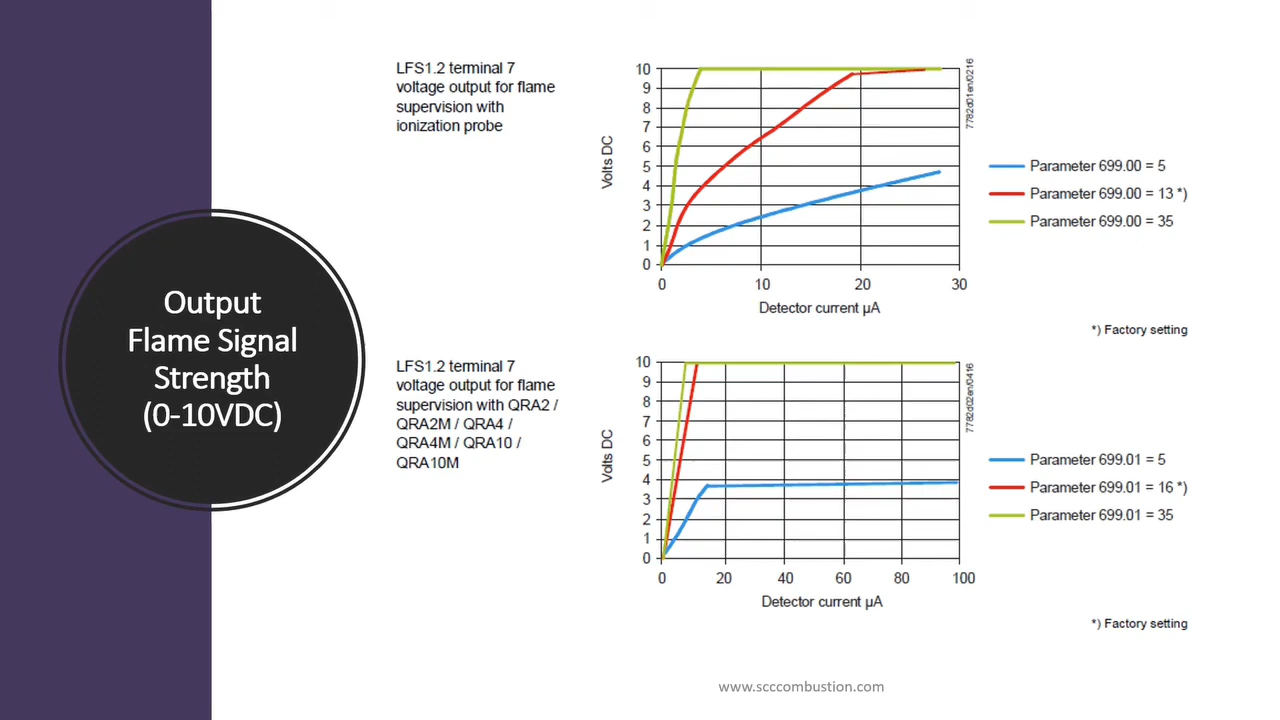 Output
Flame Signal
Strength
(0-10VDC)
LFS1.2 terminal 7
voltage output for flame
supervision with
ionization probe
10
9
8
7
6
5
4
3
2
1
0
Volts DC
0 10 20 30
Detector current µA
7782d01en/0216
Parameter 699.00 = 5
Parameter 699.00 = 13 *)
Parameter 699.00 = 35
*) Factory setting
LFS1.2 terminal 7
voltage output for flame
supervision with QRA2 /
QRA2M / QRA4 /
QRA4M / QRA10 /
QRA10M
10
9
8
7
6
5
4
3
2
1
0
Volts DC
0 20 40 60 80 100
Detector current µA
7782d02en/0416
Parameter 699.01 = 5
Parameter 699.01 = 16 *)
Parameter 699.01 = 35
*) Factory setting
www.scccombustion.com